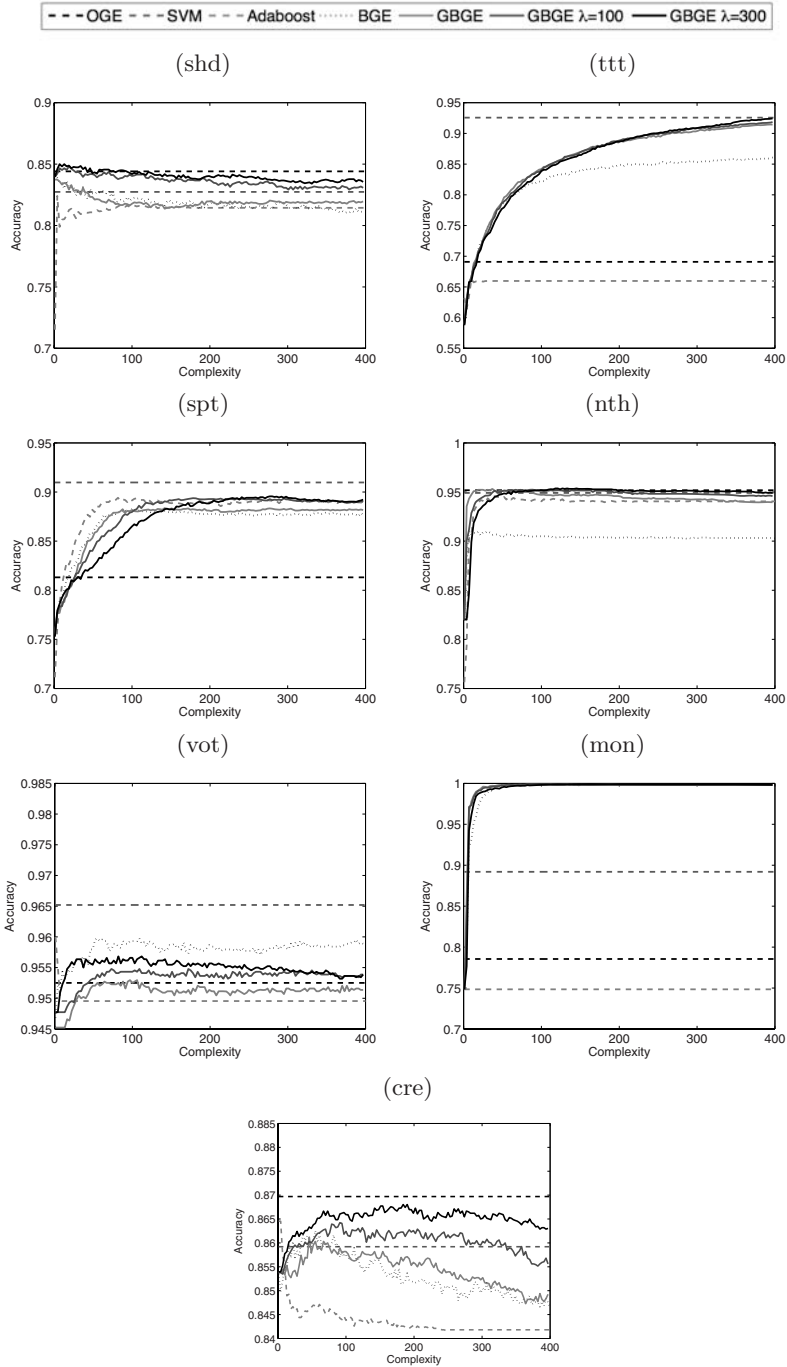 OGE SVM Adaboost BGE GBGE GBGE λ=100 GBGE λ=300
(shd)
0.9
0.85
0.8
0.75
0.7
Accuracy
0 100 200 300 400
Complexity
(ttt)
0.95
0.9
0.85
0.8
0.75
0.7
0.65
0.6
0.55
Accuracy
0 100 200 300 400
Complexity
(spt)
0.95
0.9
0.85
0.8
0.75
0.7
Accuracy
0 100 200 300 400
Complexity
(nth)
1
0.95
0.9
0.85
0.8
0.75
Accuracy
0 100 200 300 400
Complexity
(vot)
0.985
0.98
0.975
0.97
0.965
0.96
0.955
0.95
0.945
Accuracy
0 100 200 300 400
Complexity
(mon)
1
0.95
0.9
0.85
0.8
0.75
0.7
Accuracy
0 100 200 300 400
Complexity
(cre)
0.885
0.88
0.875
0.87
0.865
0.86
0.855
0.85
0.845
0.84
Accuracy
0 100 200 300 400
Complexity